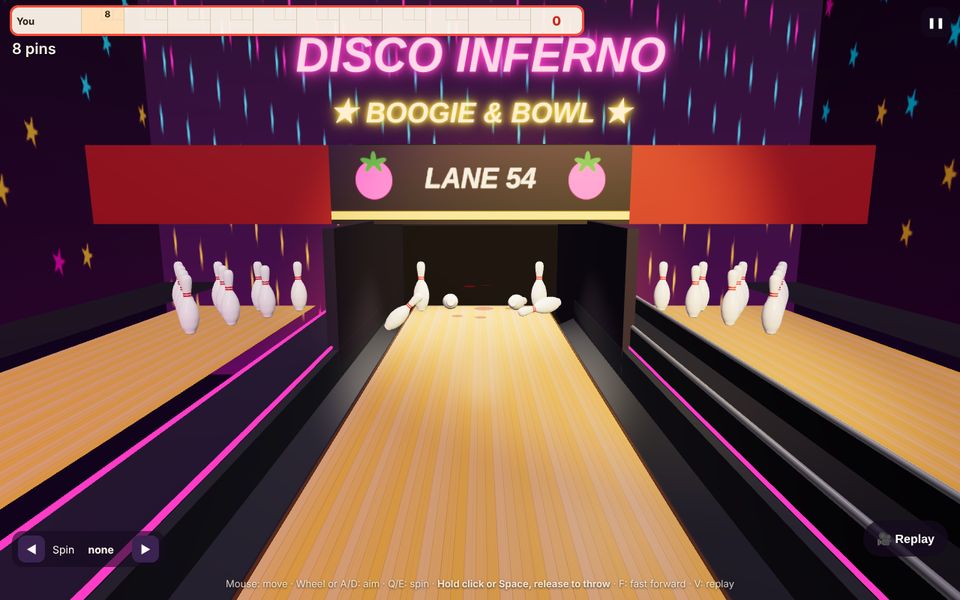 You 8 0
8 pins
DISCO INFERNO
★ BOOGIE & BOWL ★
LANE 54
◀ Spin none ▶
🎥 Replay
Mouse: move · Wheel or A/D: aim · Q/E: spin · Hold click or Space, release to throw · F: fast forward · V: replay